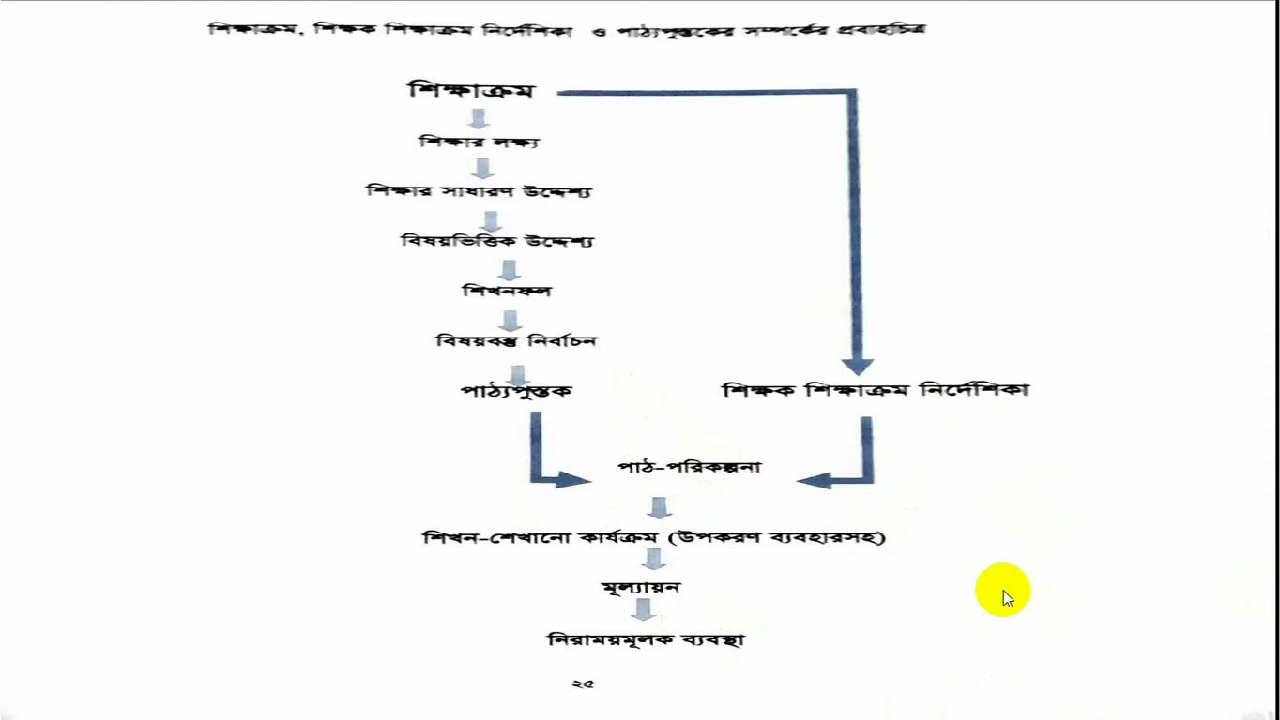 শিক্ষাক্রম, শিক্ষক শিক্ষাক্রম নির্দেশিকা ও পাঠ্যপুস্তকের সম্পর্কের প্রবাহচিত্র
শিক্ষাক্রম
শিক্ষার লক্ষ্য
শিক্ষার সাধারণ উদ্দেশ্য
বিষয়ভিত্তিক উদ্দেশ্য
শিখনফল
বিষয়বস্তু নির্বাচন
পাঠ্যপুস্তক
শিক্ষক শিক্ষাক্রম নির্দেশিকা
পাঠ-পরিকল্পনা
শিখন-শেখানো কার্যক্রম (উপকরণ ব্যবহারসহ)
মূল্যায়ন
নিরাময়মূলক ব্যবস্থা
২৫